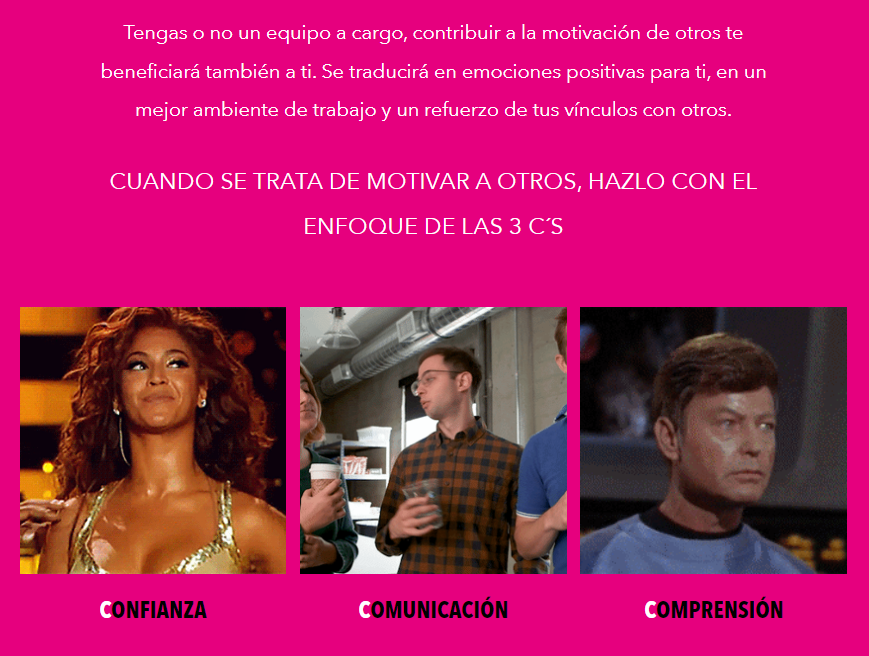 Tengas o no un equipo a cargo, contribuir a la motivación de otros te
beneficiará también a ti. Se traducirá en emociones positivas para ti, en un
mejor ambiente de trabajo y un refuerzo de tus vínculos con otros.
CUANDO SE TRATA DE MOTIVAR A OTROS, HAZLO CON EL
ENFOQUE DE LAS 3 C´S
CONFIANZA
COMUNICACIÓN
COMPRENSIÓN